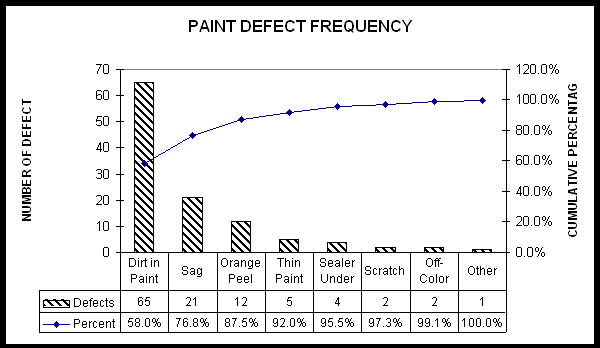 PAINT DEFECT FREQUENCY
NUMBER OF DEFECT
CUMULATIVE PERCENTAG
70 120.0%
60 100.0%
50 80.0%
40 60.0%
30 40.0%
20 20.0%
10 0.0%
0
Dirt in Paint Sag Orange Peel Thin Paint Sealer Under Scratch Off-Color Other
Defects 65 21 12 5 4 2 2 1
Percent 58.0% 76.8% 87.5% 92.0% 95.5% 97.3% 99.1% 100.0%